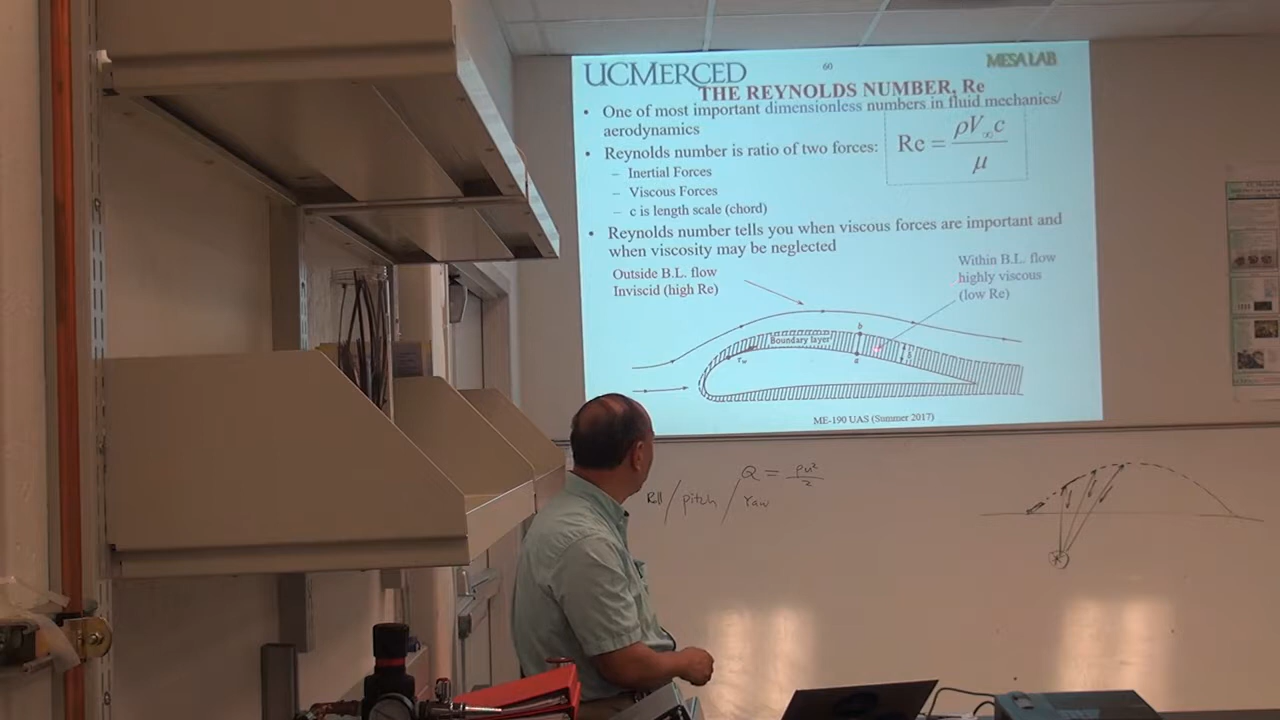 UCMERCED
60
MESA LAB
THE REYNOLDS NUMBER, Re
• One of most important dimensionless numbers in fluid mechanics/
aerodynamics
• Reynolds number is ratio of two forces:
– Inertial Forces
– Viscous Forces
– c is length scale (chord)
Re = ρV∞c / μ
• Reynolds number tells you when viscous forces are important and
when viscosity may be neglected
Outside B.L. flow
Inviscid (high Re)
Within B.L. flow
highly viscous
(low Re)
b
Boundary layer
τw
a
δ
ME-190 UAS (Summer 2017)
Q = ρu²/2
Roll / pitch / Yaw